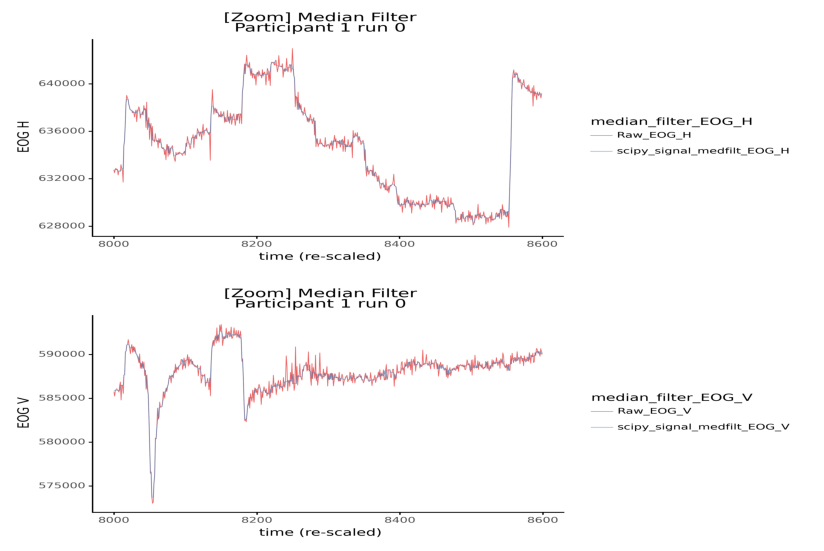 [Zoom] Median Filter
Participant 1 run 0
640000
636000
632000
628000
EOG H
8000
8200
8400
8600
time (re-scaled)
median_filter_EOG_H
Raw_EOG_H
scipy_signal_medfilt_EOG_H
[Zoom] Median Filter
Participant 1 run 0
590000
585000
580000
575000
EOG V
8000
8200
8400
8600
time (re-scaled)
median_filter_EOG_V
Raw_EOG_V
scipy_signal_medfilt_EOG_V